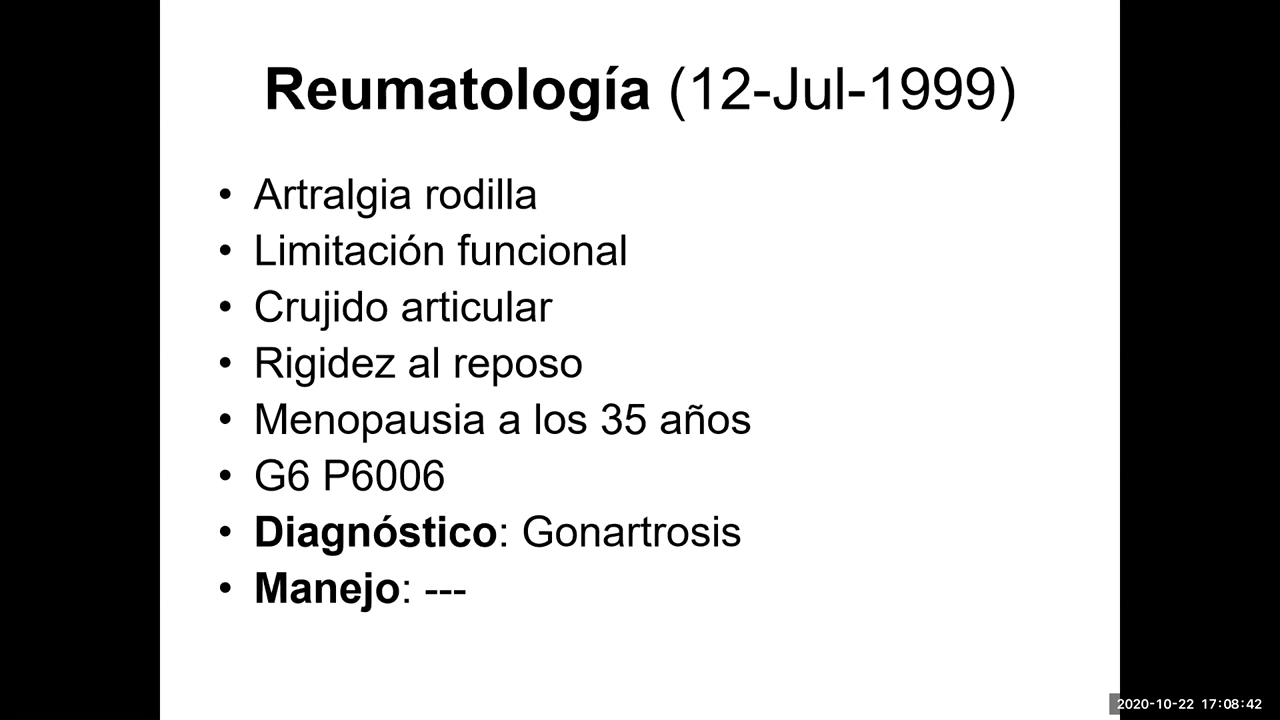 Reumatología (12-Jul-1999)
• Artralgia rodilla
• Limitación funcional
• Crujido articular
• Rigidez al reposo
• Menopausia a los 35 años
• G6 P6006
• Diagnóstico: Gonartrosis
• Manejo: ---
2020-10-22 17:08:42